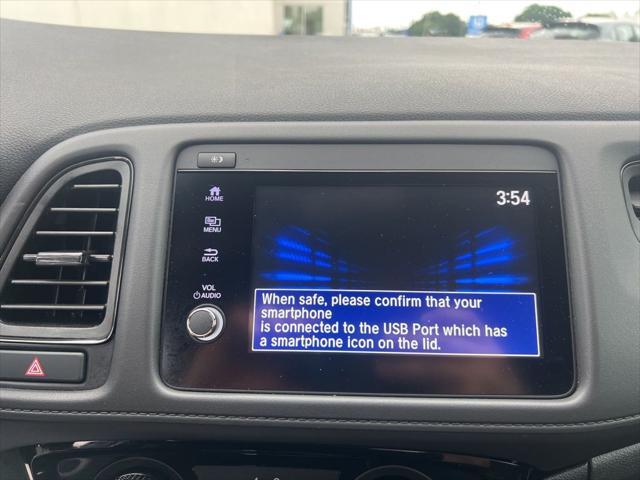 3:54
HOME
MENU
BACK
VOL
AUDIO
When safe, please confirm that your
smartphone
is connected to the USB Port which has
a smartphone icon on the lid.